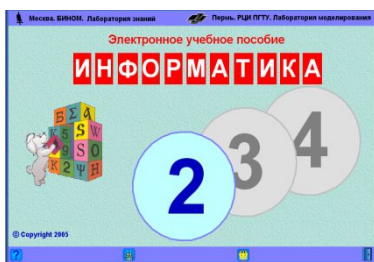 Москва. БИНОМ. Лаборатория знаний
Пермь. РЦИ ПГТУ. Лаборатория моделирования
Электронное учебное пособие
ИНФОРМАТИКА
2
3
4
© Copyright 2005
?